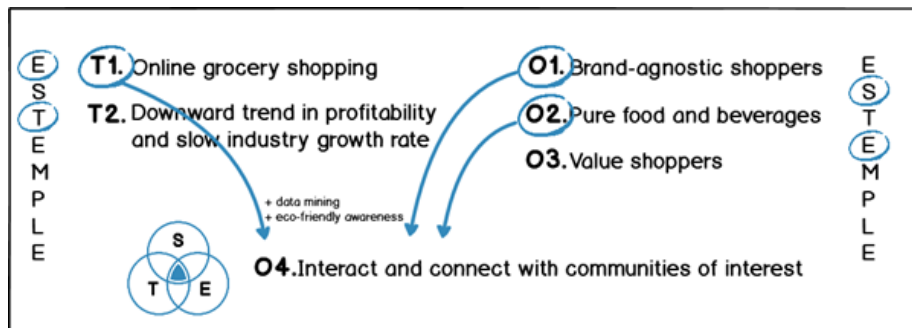 E
S
T
E
M
P
L
E
T1. Online grocery shopping
T2. Downward trend in profitability
and slow industry growth rate
O1. Brand-agnostic shoppers
O2. Pure food and beverages
O3. Value shoppers
+ data mining
+ eco-friendly awareness
O4. Interact and connect with communities of interest
S
T
E
E
S
T
E
M
P
L
E